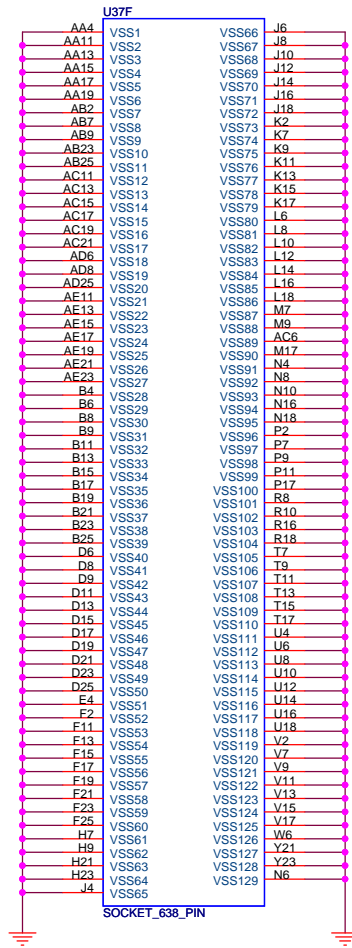 U37F
AA4 VSS1 VSS66 J6
AA11 VSS2 VSS67 J8
AA13 VSS3 VSS68 J10
AA15 VSS4 VSS69 J12
AA17 VSS5 VSS70 J14
AA19 VSS6 VSS71 J16
AB2 VSS7 VSS72 J18
AB7 VSS8 VSS73 K2
AB9 VSS9 VSS74 K7
AB23 VSS10 VSS75 K9
AB25 VSS11 VSS76 K11
AC11 VSS12 VSS77 K13
AC13 VSS13 VSS78 K15
AC15 VSS14 VSS79 K17
AC17 VSS15 VSS80 L6
AC19 VSS16 VSS81 L8
AC21 VSS17 VSS82 L10
AD6 VSS18 VSS83 L12
AD8 VSS19 VSS84 L14
AD25 VSS20 VSS85 L16
AE11 VSS21 VSS86 L18
AE13 VSS22 VSS87 M7
AE15 VSS23 VSS88 M9
AE17 VSS24 VSS89 AC6
AE19 VSS25 VSS90 M17
AE21 VSS26 VSS91 N4
AE23 VSS27 VSS92 N8
B4 VSS28 VSS93 N10
B6 VSS29 VSS94 N16
B8 VSS30 VSS95 N18
B9 VSS31 VSS96 P2
B11 VSS32 VSS97 P7
B13 VSS33 VSS98 P9
B15 VSS34 VSS99 P11
B17 VSS35 VSS100 P17
B19 VSS36 VSS101 R8
B21 VSS37 VSS102 R10
B23 VSS38 VSS103 R16
B25 VSS39 VSS104 R18
D6 VSS40 VSS105 T7
D8 VSS41 VSS106 T9
D9 VSS42 VSS107 T11
D11 VSS43 VSS108 T13
D13 VSS44 VSS109 T15
D15 VSS45 VSS110 T17
D17 VSS46 VSS111 U4
D19 VSS47 VSS112 U6
D21 VSS48 VSS113 U8
D23 VSS49 VSS114 U10
D25 VSS50 VSS115 U12
E4 VSS51 VSS116 U14
F2 VSS52 VSS117 U16
F11 VSS53 VSS118 U18
F13 VSS54 VSS119 V2
F15 VSS55 VSS120 V7
F17 VSS56 VSS121 V9
F19 VSS57 VSS122 V11
F21 VSS58 VSS123 V13
F23 VSS59 VSS124 V15
F25 VSS60 VSS125 V17
H7 VSS61 VSS126 W6
H9 VSS62 VSS127 Y21
H21 VSS63 VSS128 Y23
H23 VSS64 VSS129 N6
J4 VSS65
SOCKET_638_PIN